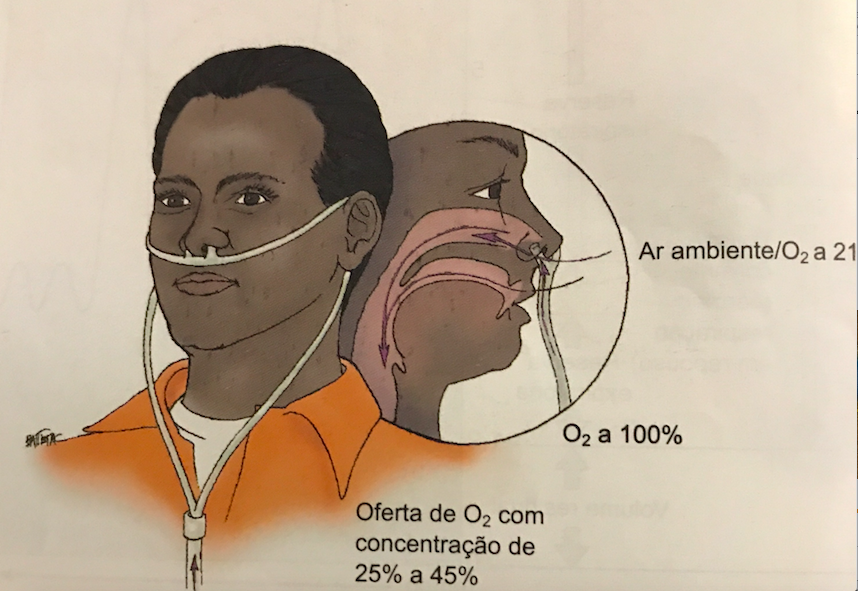 Ar ambiente/O₂ a 21
O₂ a 100%
Oferta de O₂ com
concentração de
25% a 45%